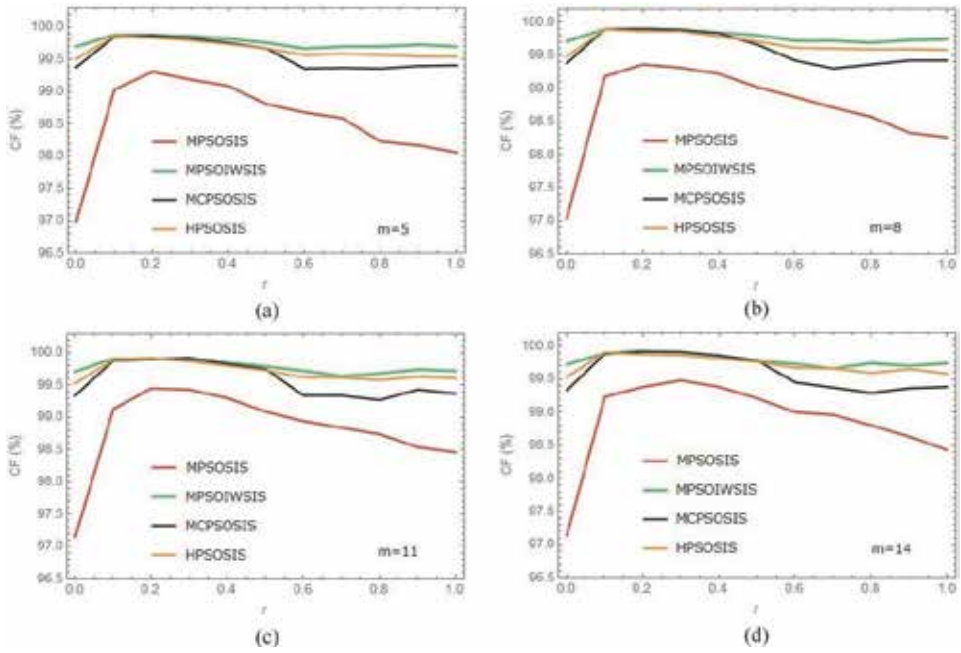 100.0
99.5
99.0
98.5
98.0
97.5
97.0
96.5
CF (%)
MPSOSIS
MPSOIWSIS
MCPSOSIS
HPSOSIS
m=5
0.0 0.2 0.4 0.6 0.8 1.0
r
(a)
100.0
99.5
99.0
98.5
98.0
97.5
97.0
96.5
CF (%)
MPSOSIS
MPSOIWSIS
MCPSOSIS
HPSOSIS
m=8
0.0 0.2 0.4 0.6 0.8 1.0
r
(b)
100.0
99.5
99.0
98.5
98.0
97.5
97.0
96.5
CF (%)
MPSOSIS
MPSOIWSIS
MCPSOSIS
HPSOSIS
m=11
0.0 0.2 0.4 0.6 0.8 1.0
r
(c)
100.0
99.5
99.0
98.5
98.0
97.5
97.0
96.5
CF (%)
MPSOSIS
MPSOIWSIS
MCPSOSIS
HPSOSIS
m=14
0.0 0.2 0.4 0.6 0.8 1.0
r
(d)